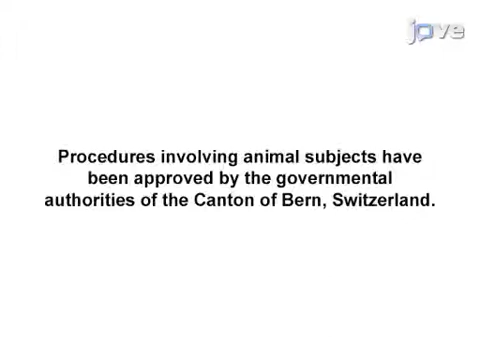 jove
Procedures involving animal subjects have
been approved by the governmental
authorities of the Canton of Bern, Switzerland.